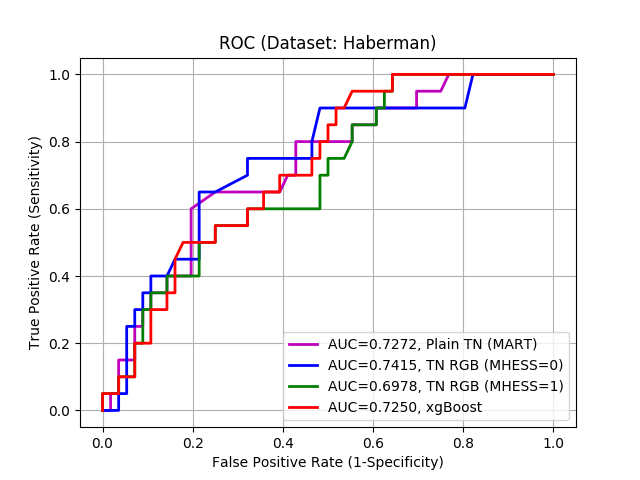 ROC (Dataset: Haberman)
True Positive Rate (Sensitivity)
1.0
0.8
0.6
0.4
0.2
0.0
AUC=0.7272, Plain TN (MART)
AUC=0.7415, TN RGB (MHESS=0)
AUC=0.6978, TN RGB (MHESS=1)
AUC=0.7250, xgBoost
0.0 0.2 0.4 0.6 0.8 1.0
False Positive Rate (1-Specificity)